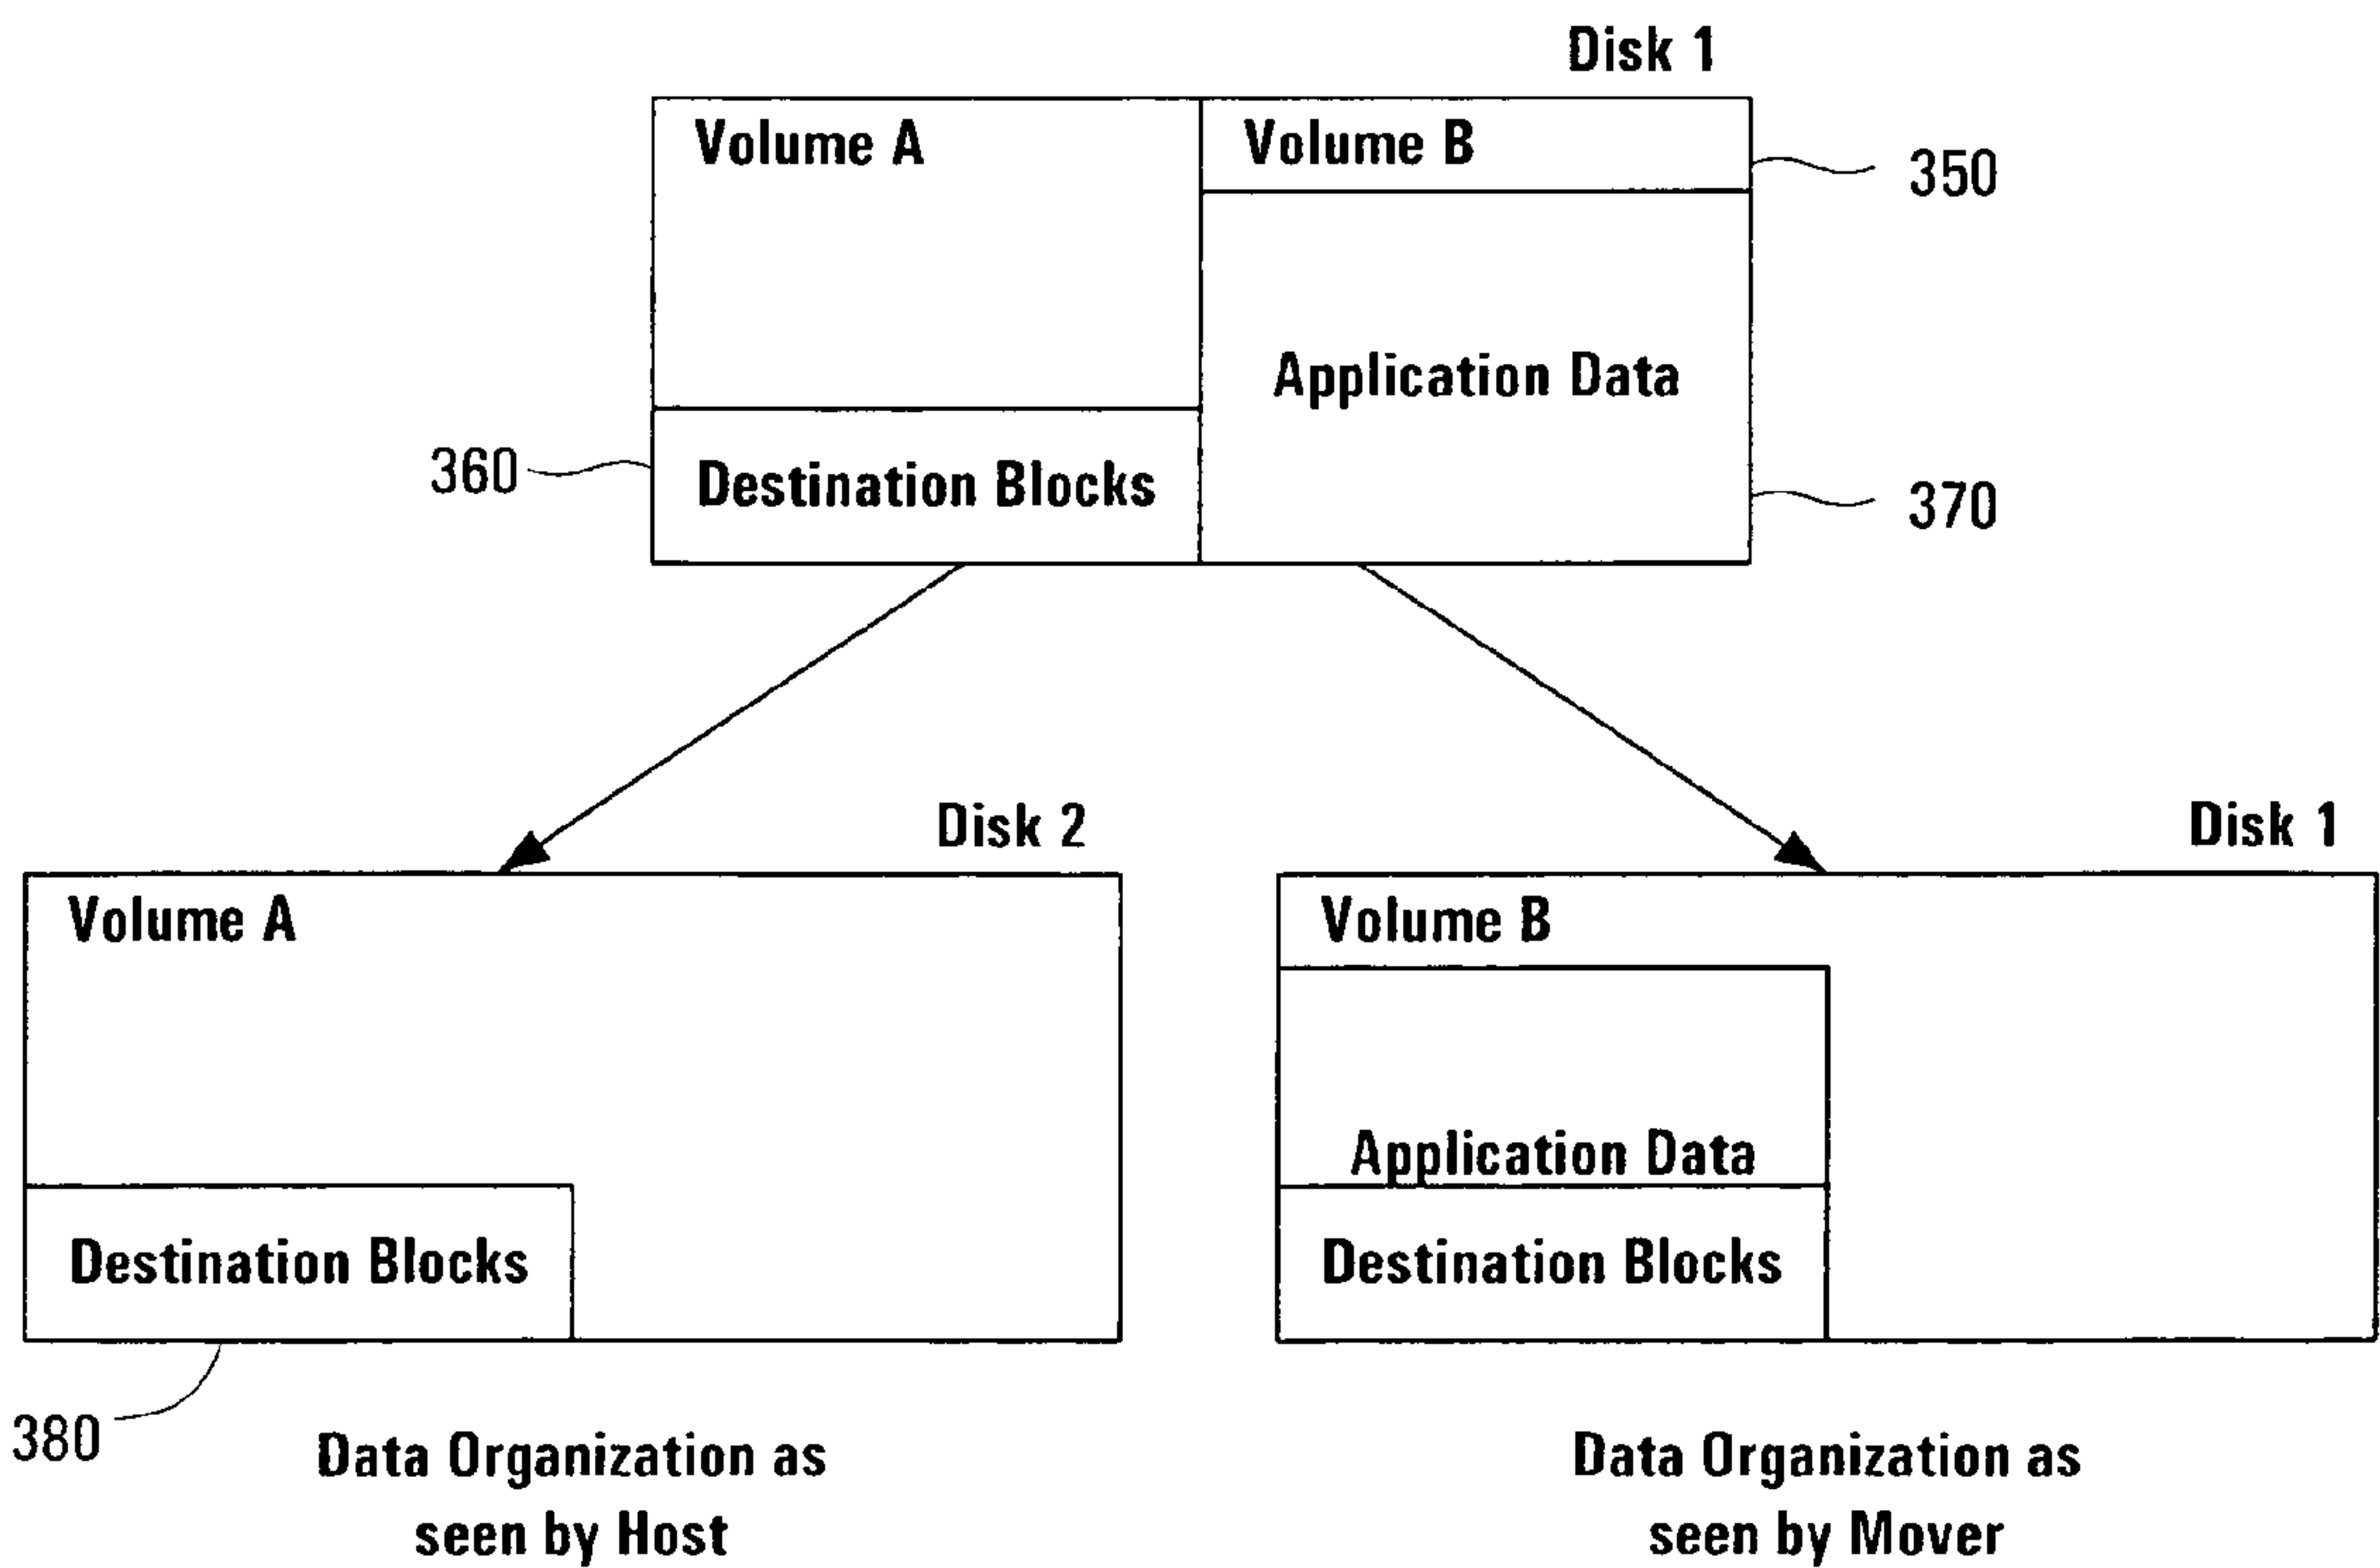 Disk 1
Volume A
Volume B
350
Application Data
360
Destination Blocks
370
Disk 2
Disk 1
Volume A
Volume B
Application Data
Destination Blocks
Destination Blocks
380
Data Organization as
seen by Host
Data Organization as
seen by Mover